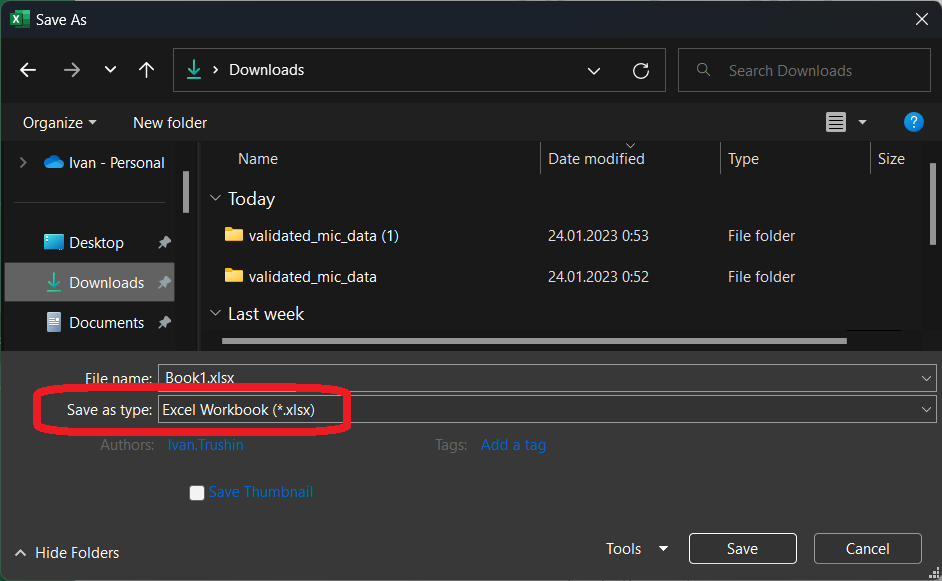 Save As
Downloads
Search Downloads
Organize
New folder
Ivan - Personal
Desktop
Downloads
Documents
Name
Date modified
Type
Size
Today
validated_mic_data (1)
24.01.2023 0:53
File folder
validated_mic_data
24.01.2023 0:52
File folder
Last week
File name:
Book1.xlsx
Save as type:
Excel Workbook (*.xlsx)
Authors:
Ivan.Trushin
Tags:
Add a tag
Save Thumbnail
Hide Folders
Tools
Save
Cancel